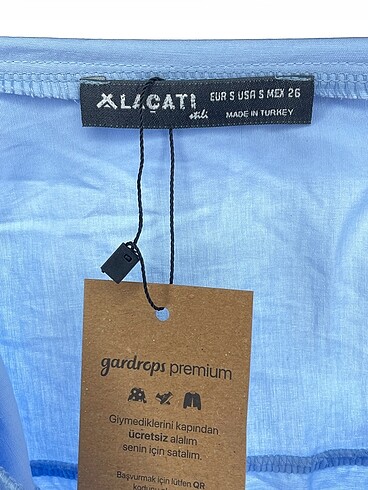 ALAÇATI
stili
EUR S USA S MEX 26
MADE IN TURKEY
gardrops premium
Giymediklerini kapından
ücretsiz alalım
senin için satalım.
Başvurmak için lütfen QR